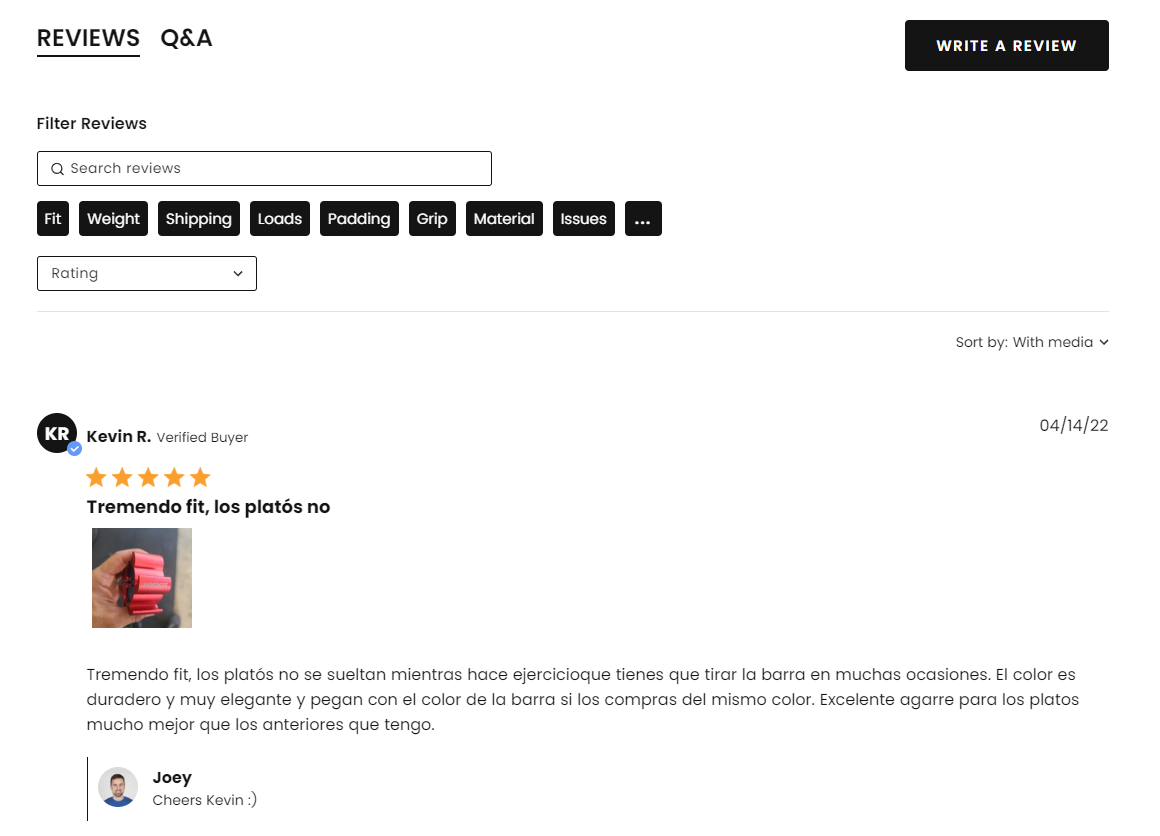 REVIEWS Q&A
WRITE A REVIEW
Filter Reviews
Search reviews
Fit Weight Shipping Loads Padding Grip Material Issues ...
Rating
Sort by: With media
KR Kevin R. Verified Buyer
04/14/22
Tremendo fit, los platós no
Tremendo fit, los platós no se sueltan mientras hace ejercicioque tienes que tirar la barra en muchas ocasiones. El color es
duradero y muy elegante y pegan con el color de la barra si los compras del mismo color. Excelente agarre para los platos
mucho mejor que los anteriores que tengo.
Joey
Cheers Kevin :)